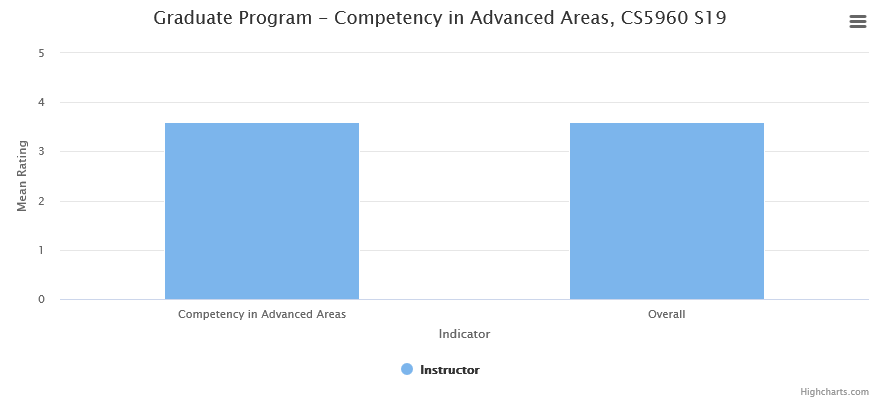 Graduate Program - Competency in Advanced Areas, CS5960 S19
5
4
3
2
1
0
Mean Rating
Competency in Advanced Areas
Overall
Indicator
Instructor
Highcharts.com